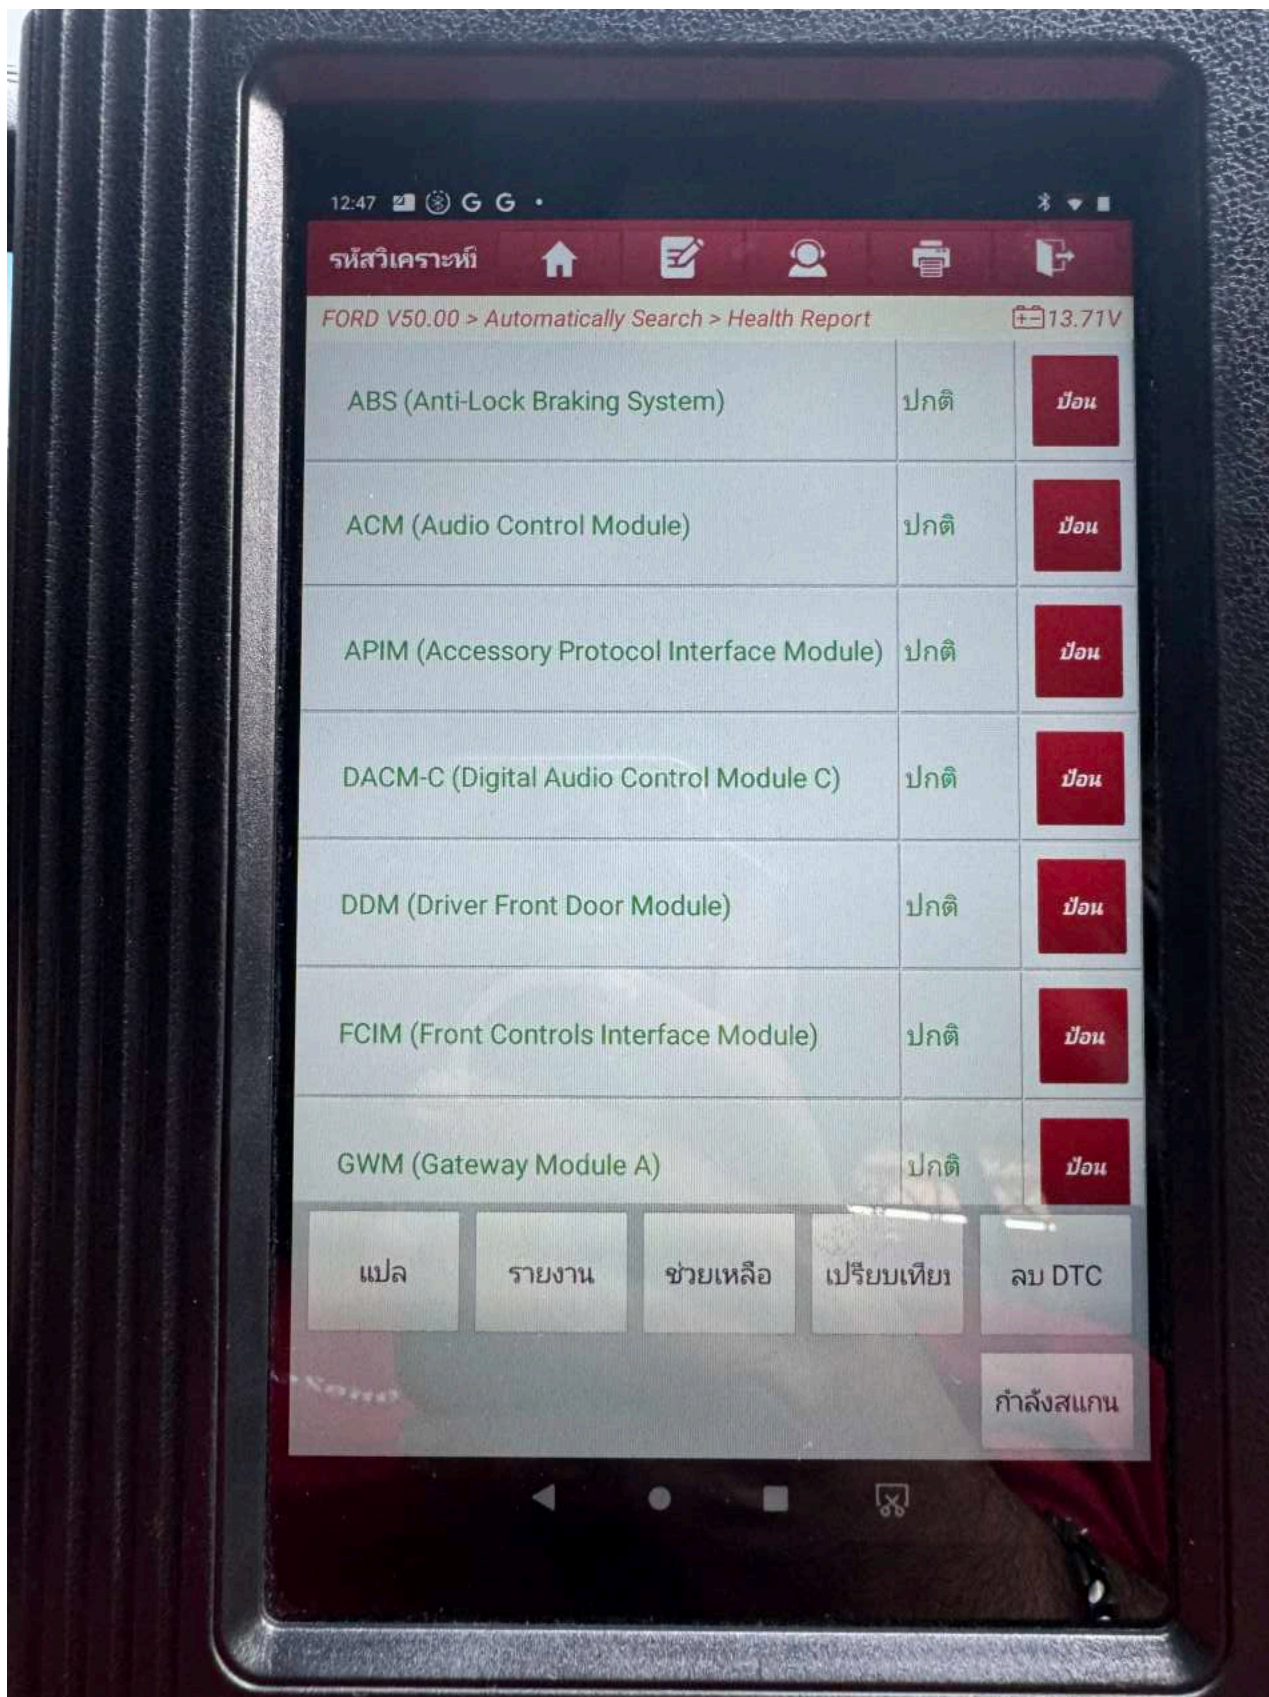 12:47 G G
รหัสวิเคราะห์
FORD V50.00 > Automatically Search > Health Report 13.71V
ABS (Anti-Lock Braking System) ปกติ ป้อน
ACM (Audio Control Module) ปกติ ป้อน
APIM (Accessory Protocol Interface Module) ปกติ ป้อน
DACM-C (Digital Audio Control Module C) ปกติ ป้อน
DDM (Driver Front Door Module) ปกติ ป้อน
FCIM (Front Controls Interface Module) ปกติ ป้อน
GWM (Gateway Module A) ปกติ ป้อน
แปล รายงาน ช่วยเหลือ เปรียบเทียบ ลบ DTC
กำลังสแกน